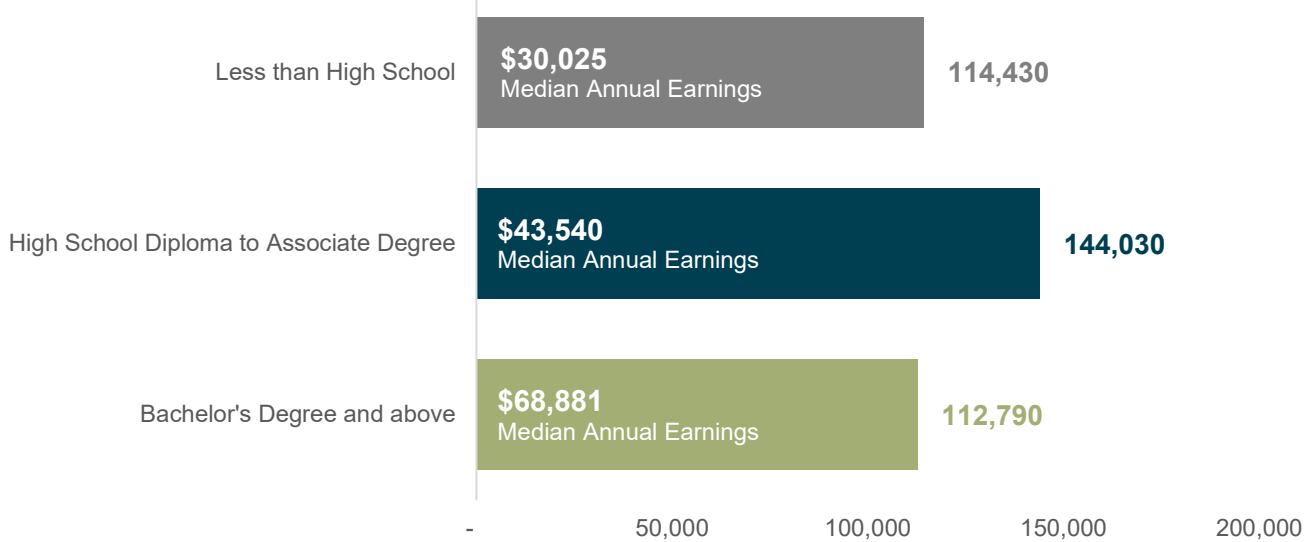 Less than High School
$30,025
Median Annual Earnings
114,430
High School Diploma to Associate Degree
$43,540
Median Annual Earnings
144,030
Bachelor's Degree and above
$68,881
Median Annual Earnings
112,790
- 50,000 100,000 150,000 200,000